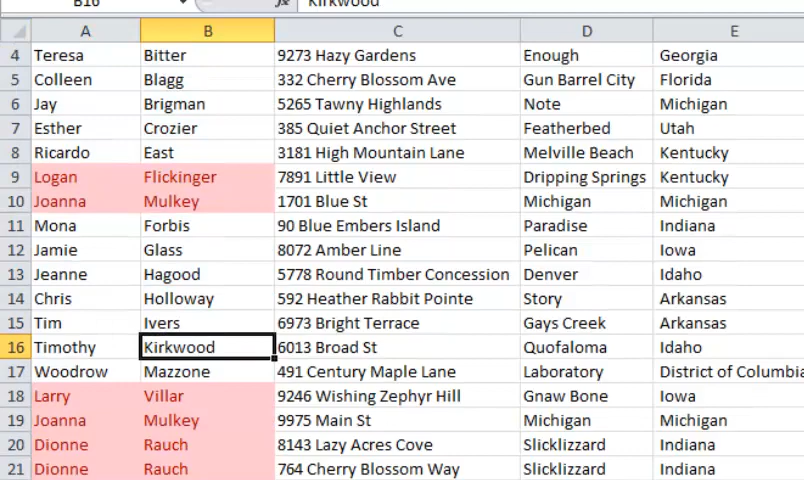 B16 fx Kirkwood
A B C D E
4 Teresa Bitter 9273 Hazy Gardens Enough Georgia
5 Colleen Blagg 332 Cherry Blossom Ave Gun Barrel City Florida
6 Jay Brigman 5265 Tawny Highlands Note Michigan
7 Esther Crozier 385 Quiet Anchor Street Featherbed Utah
8 Ricardo East 3181 High Mountain Lane Melville Beach Kentucky
9 Logan Flickinger 7891 Little View Dripping Springs Kentucky
10 Joanna Mulkey 1701 Blue St Michigan Michigan
11 Mona Forbis 90 Blue Embers Island Paradise Indiana
12 Jamie Glass 8072 Amber Line Pelican Iowa
13 Jeanne Hagood 5778 Round Timber Concession Denver Idaho
14 Chris Holloway 592 Heather Rabbit Pointe Story Arkansas
15 Tim Ivers 6973 Bright Terrace Gays Creek Arkansas
16 Timothy Kirkwood 6013 Broad St Quofaloma Idaho
17 Woodrow Mazzone 491 Century Maple Lane Laboratory District of Columbia
18 Larry Villar 9246 Wishing Zephyr Hill Gnaw Bone Iowa
19 Joanna Mulkey 9975 Main St Michigan Michigan
20 Dionne Rauch 8143 Lazy Acres Cove Slicklizzard Indiana
21 Dionne Rauch 764 Cherry Blossom Way Slicklizzard Indiana